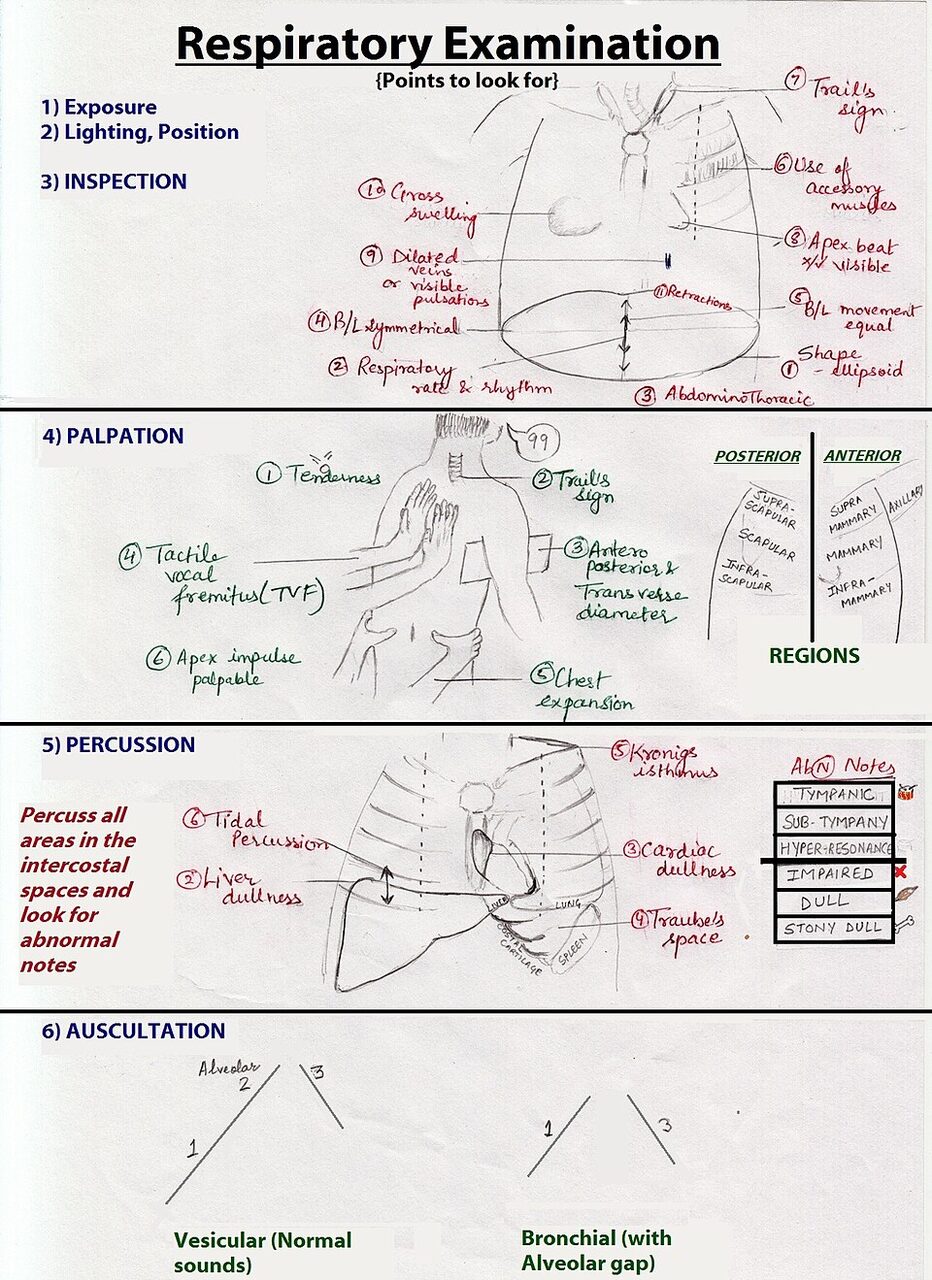 Respiratory Examination
{Points to look for}
1) Exposure
2) Lighting, Position
3) INSPECTION
7 Trail's
sign
6 Use of
accessory
muscles
10 Gross
swelling
8 Apex beat
x/✓ visible
9 Dilated
veins
or visible
pulsations
11 Retractions
5 B/L movement
equal
4 B/L symmetrical
2 Respiratory
rate & rhythm
Shape
1 - ellipsoid
3 AbdominoThoracic
4) PALPATION
99
1 Tenderness
2 Trail's
sign
4 Tactile
vocal
fremitus (TVF)
3 Antero
posterior &
Transverse
diameter
6 Apex impulse
palpable
5 Chest
expansion
POSTERIOR
ANTERIOR
SUPRA-
SCAPULAR
SCAPULAR
INFRA-
SCAPULAR
SUPRA
MAMMARY
AXILLARY
MAMMARY
INFRA-
MAMMARY
REGIONS
5) PERCUSSION
Percuss all
areas in the
intercostal
spaces and
look for
abnormal
notes
5 Kronigs
isthmus
6 Tidal
Percussion
2 Liver
dullness
3 Cardiac
dullness
4 Traube's
space
LIVER
LUNG
COSTAL
CARTILAGE
SPLEEN
AbN Notes
TYMPANIC
SUB-TYMPANY
HYPER-RESONANCE
IMPAIRED
DULL
STONY DULL
6) AUSCULTATION
Alveolar
2
3
1
1
3
Vesicular (Normal
sounds)
Bronchial (with
Alveolar gap)